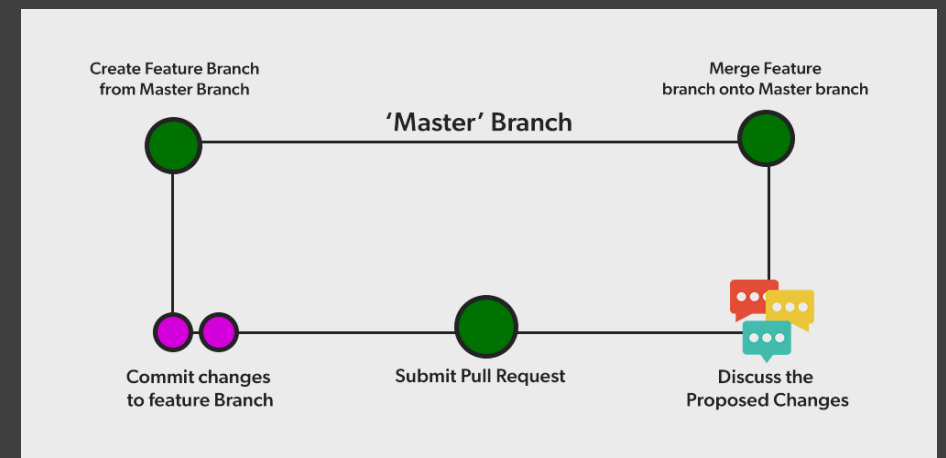 Create Feature Branch
from Master Branch
Merge Feature
branch onto Master branch
‘Master’ Branch
Commit changes
to feature Branch
Submit Pull Request
Discuss the
Proposed Changes